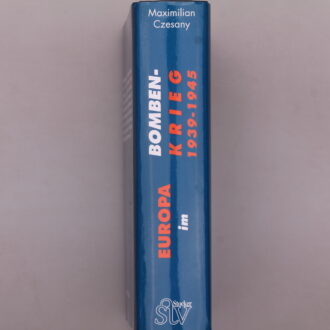 Maximilian
Czesany
EUROPA im BOMBEN-
KRIEG
1939-1945
Stocker
stv